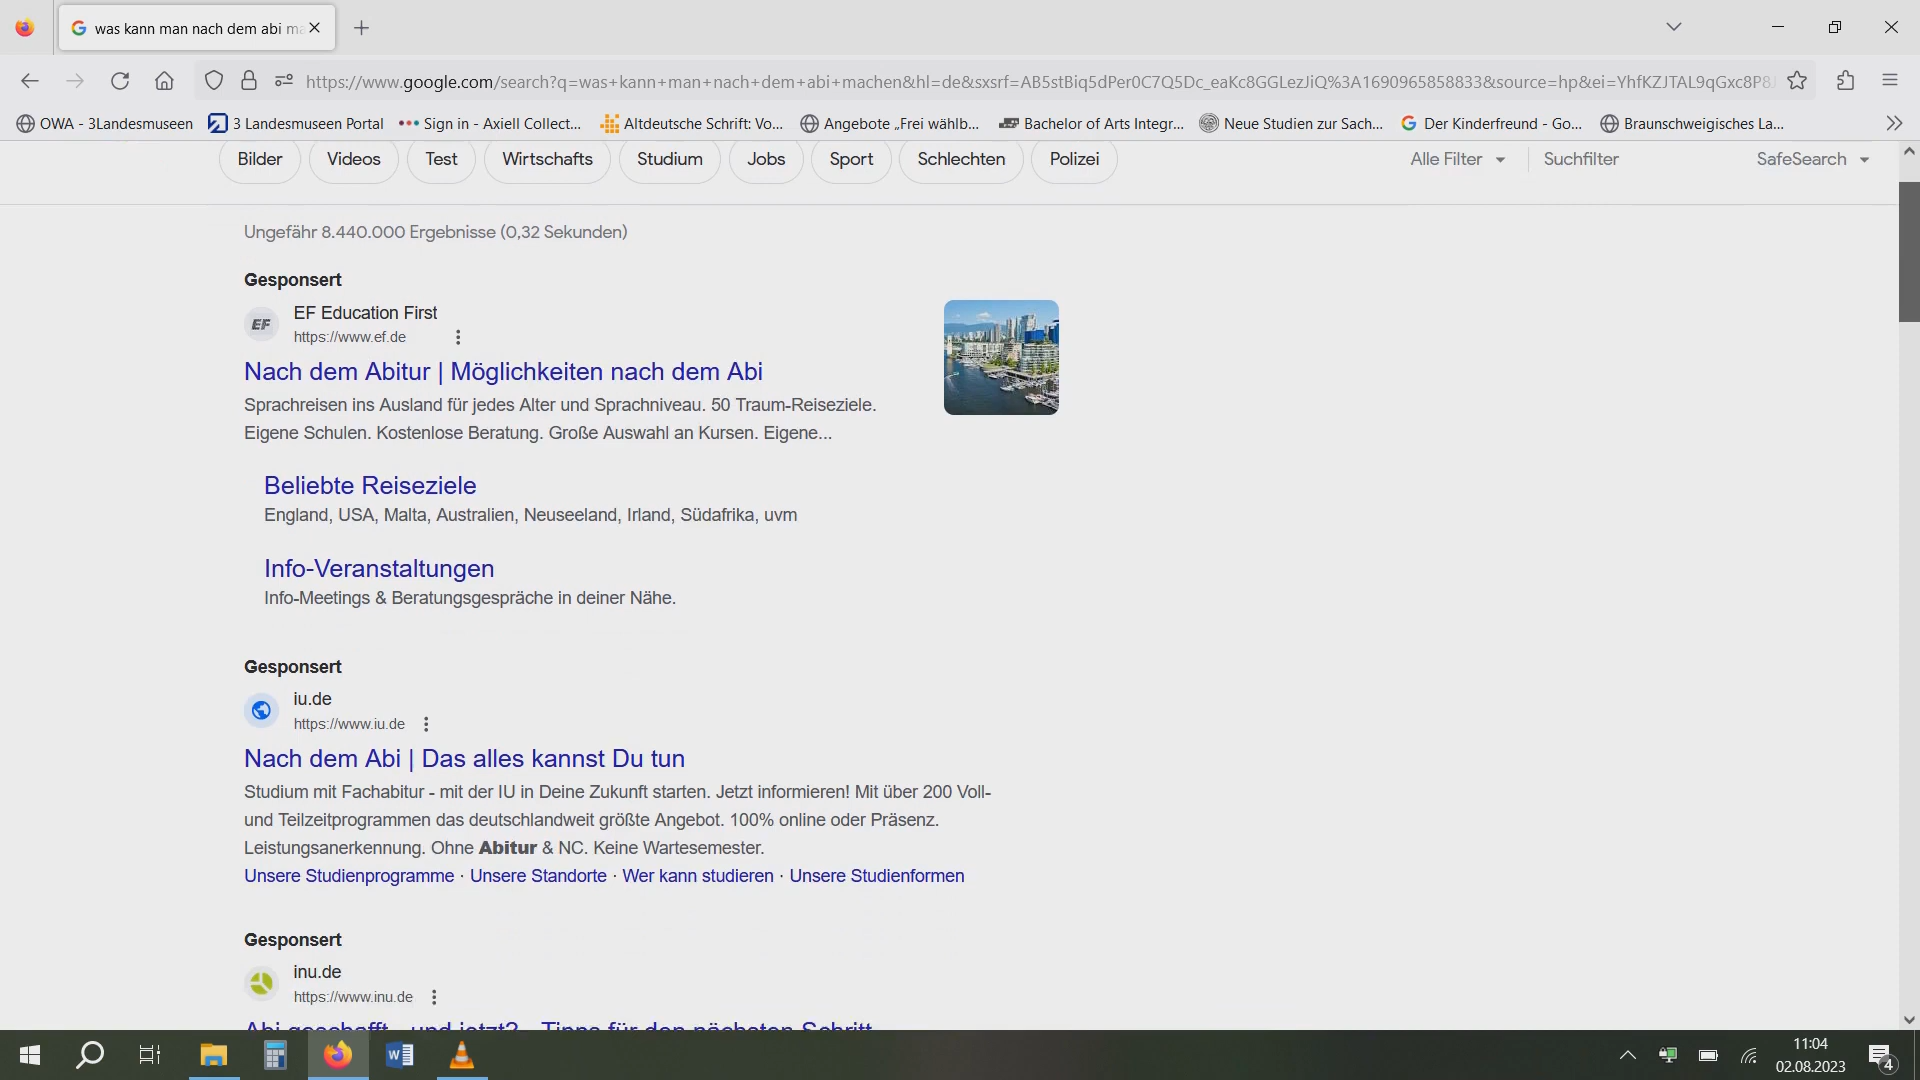 was kann man nach dem abi ma
https://www.google.com/search?q=was+kann+man+nach+dem+abi+machen&hl=de&sxsrf=AB5stBiq5dPer0C7Q5Dc_eaKc8GGLezJiQ%3A1690965858833&source=hp&ei=YhfKZJTAL9qGxc8P8
OWA - 3Landesmuseen
3 Landesmuseen Portal
Sign in - Axiell Collect...
Altdeutsche Schrift: Vo...
Angebote „Frei wählb...
Bachelor of Arts Integr...
Neue Studien zur Sach...
Der Kinderfreund - Go...
Braunschweigisches La...
Bilder
Videos
Test
Wirtschafts
Studium
Jobs
Sport
Schlechten
Polizei
Alle Filter
Suchfilter
SafeSearch
Ungefähr 8.440.000 Ergebnisse (0,32 Sekunden)
Gesponsert
EF
EF Education First
https://www.ef.de
Nach dem Abitur | Möglichkeiten nach dem Abi
Sprachreisen ins Ausland für jedes Alter und Sprachniveau. 50 Traum-Reiseziele.
Eigene Schulen. Kostenlose Beratung. Große Auswahl an Kursen. Eigene...
Beliebte Reiseziele
England, USA, Malta, Australien, Neuseeland, Irland, Südafrika, uvm
Info-Veranstaltungen
Info-Meetings & Beratungsgespräche in deiner Nähe.
Gesponsert
iu.de
https://www.iu.de
Nach dem Abi | Das alles kannst Du tun
Studium mit Fachabitur - mit der IU in Deine Zukunft starten. Jetzt informieren! Mit über 200 Voll-
und Teilzeitprogrammen das deutschlandweit größte Angebot. 100% online oder Präsenz.
Leistungsanerkennung. Ohne Abitur & NC. Keine Wartesemester.
Unsere Studienprogramme · Unsere Standorte · Wer kann studieren · Unsere Studienformen
Gesponsert
inu.de
https://www.inu.de
Abi geschafft - und jetzt? - Tipps für den nächsten Schritt
11:04
02.08.2023
4